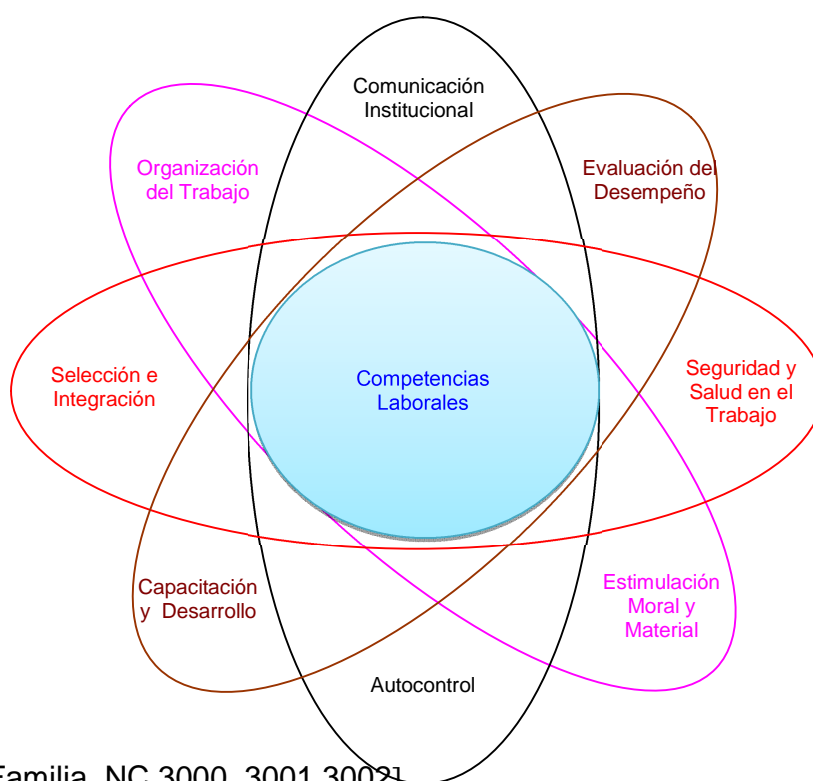 Comunicación
Institucional
Organización
del Trabajo
Evaluación del
Desempeño
Selección e
Integración
Competencias
Laborales
Seguridad y
Salud en el
Trabajo
Capacitación
y Desarrollo
Estimulación
Moral y
Material
Autocontrol
Familia NC 3000, 3001,3002]